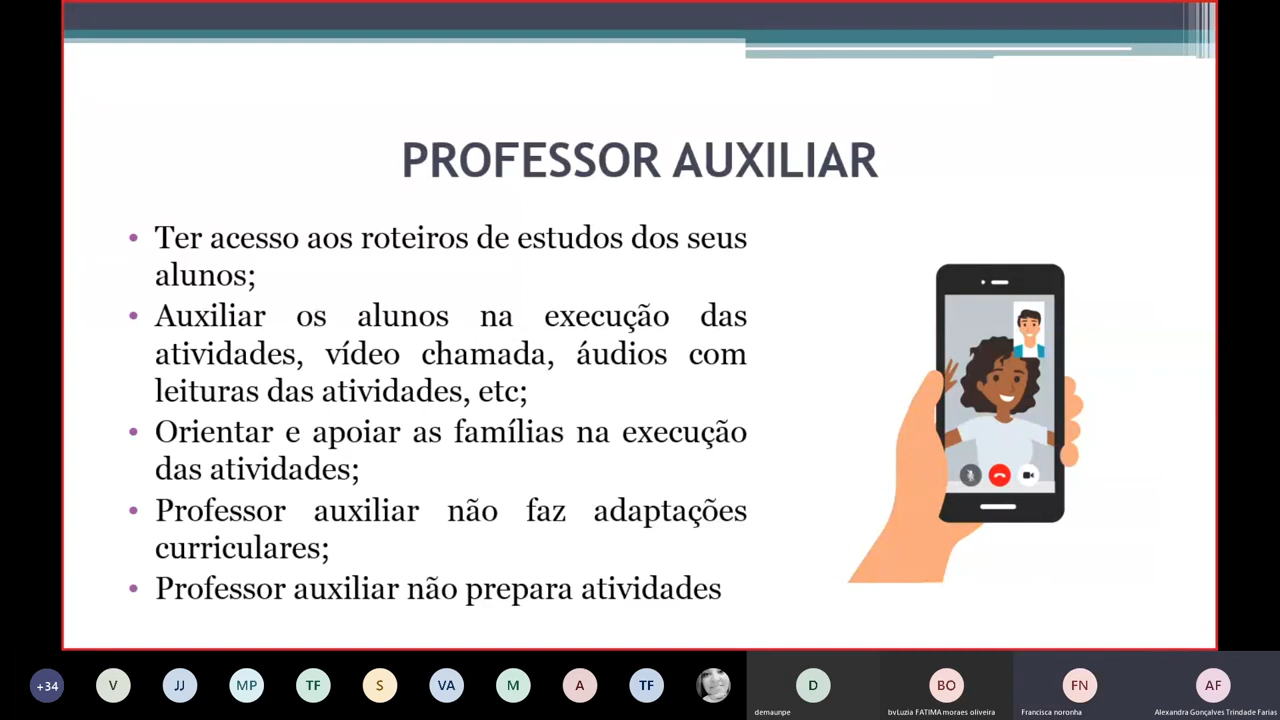 PROFESSOR AUXILIAR
• Ter acesso aos roteiros de estudos dos seus
alunos;
• Auxiliar os alunos na execução das
atividades, vídeo chamada, áudios com
leituras das atividades, etc;
• Orientar e apoiar as famílias na execução
das atividades;
• Professor auxiliar não faz adaptações
curriculares;
• Professor auxiliar não prepara atividades
+34 V JJ MP TF S VA M A TF D BO FN AF
demaunpe bvLuzia FATIMA moraes oliveira Francisca noronha Alexandra Gonçalves Trindade Farias